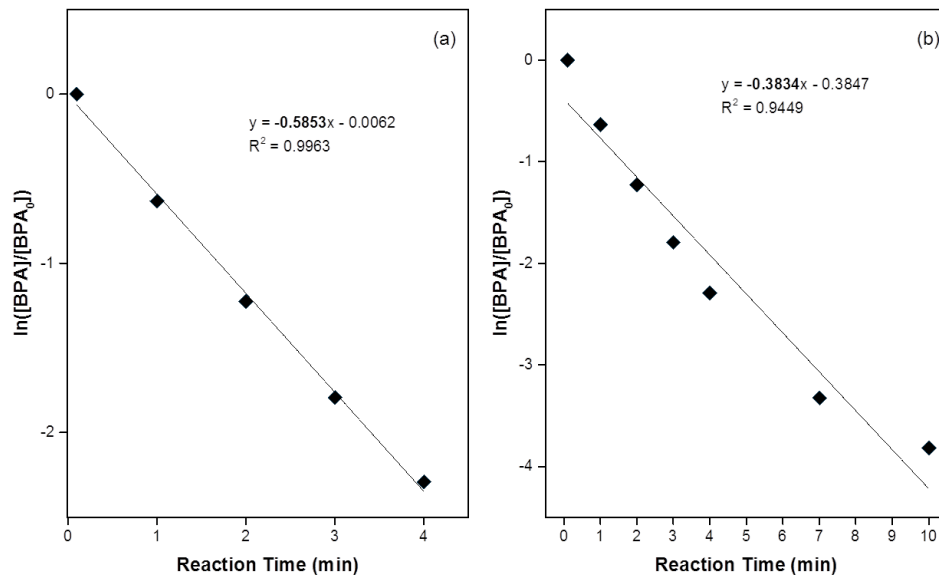 (a)
y = -0.5853x - 0.0062
R² = 0.9963
0
-1
-2
ln([BPA]/[BPA₀])
0 1 2 3 4
Reaction Time (min)
(b)
y = -0.3834x - 0.3847
R² = 0.9449
0
-1
-2
-3
-4
ln([BPA]/[BPA₀])
0 1 2 3 4 5 6 7 8 9 10
Reaction Time (min)